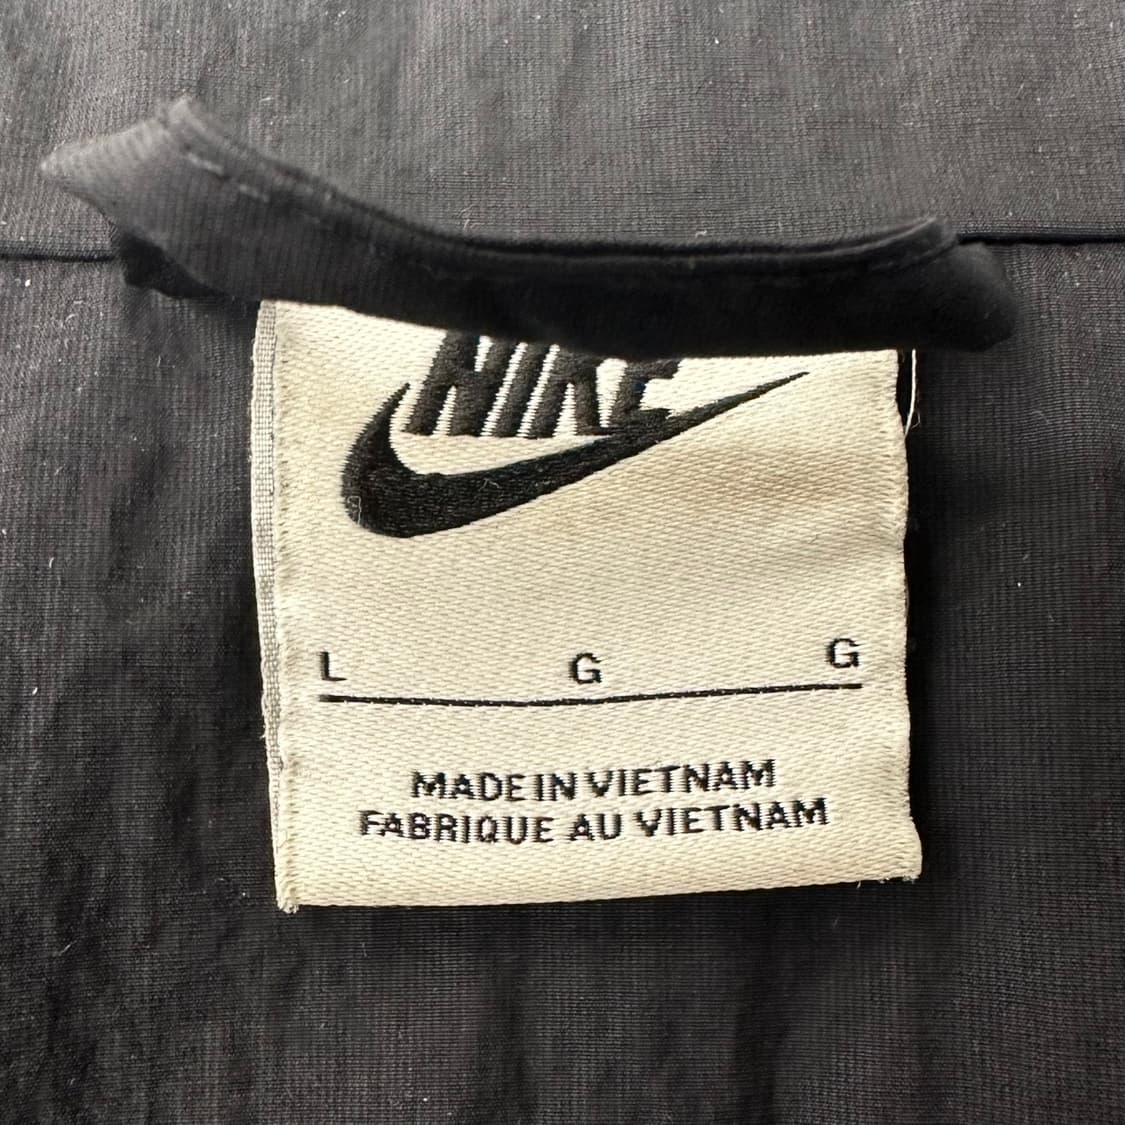 NIKE
L G G
MADE IN VIETNAM
FABRIQUE AU VIETNAM